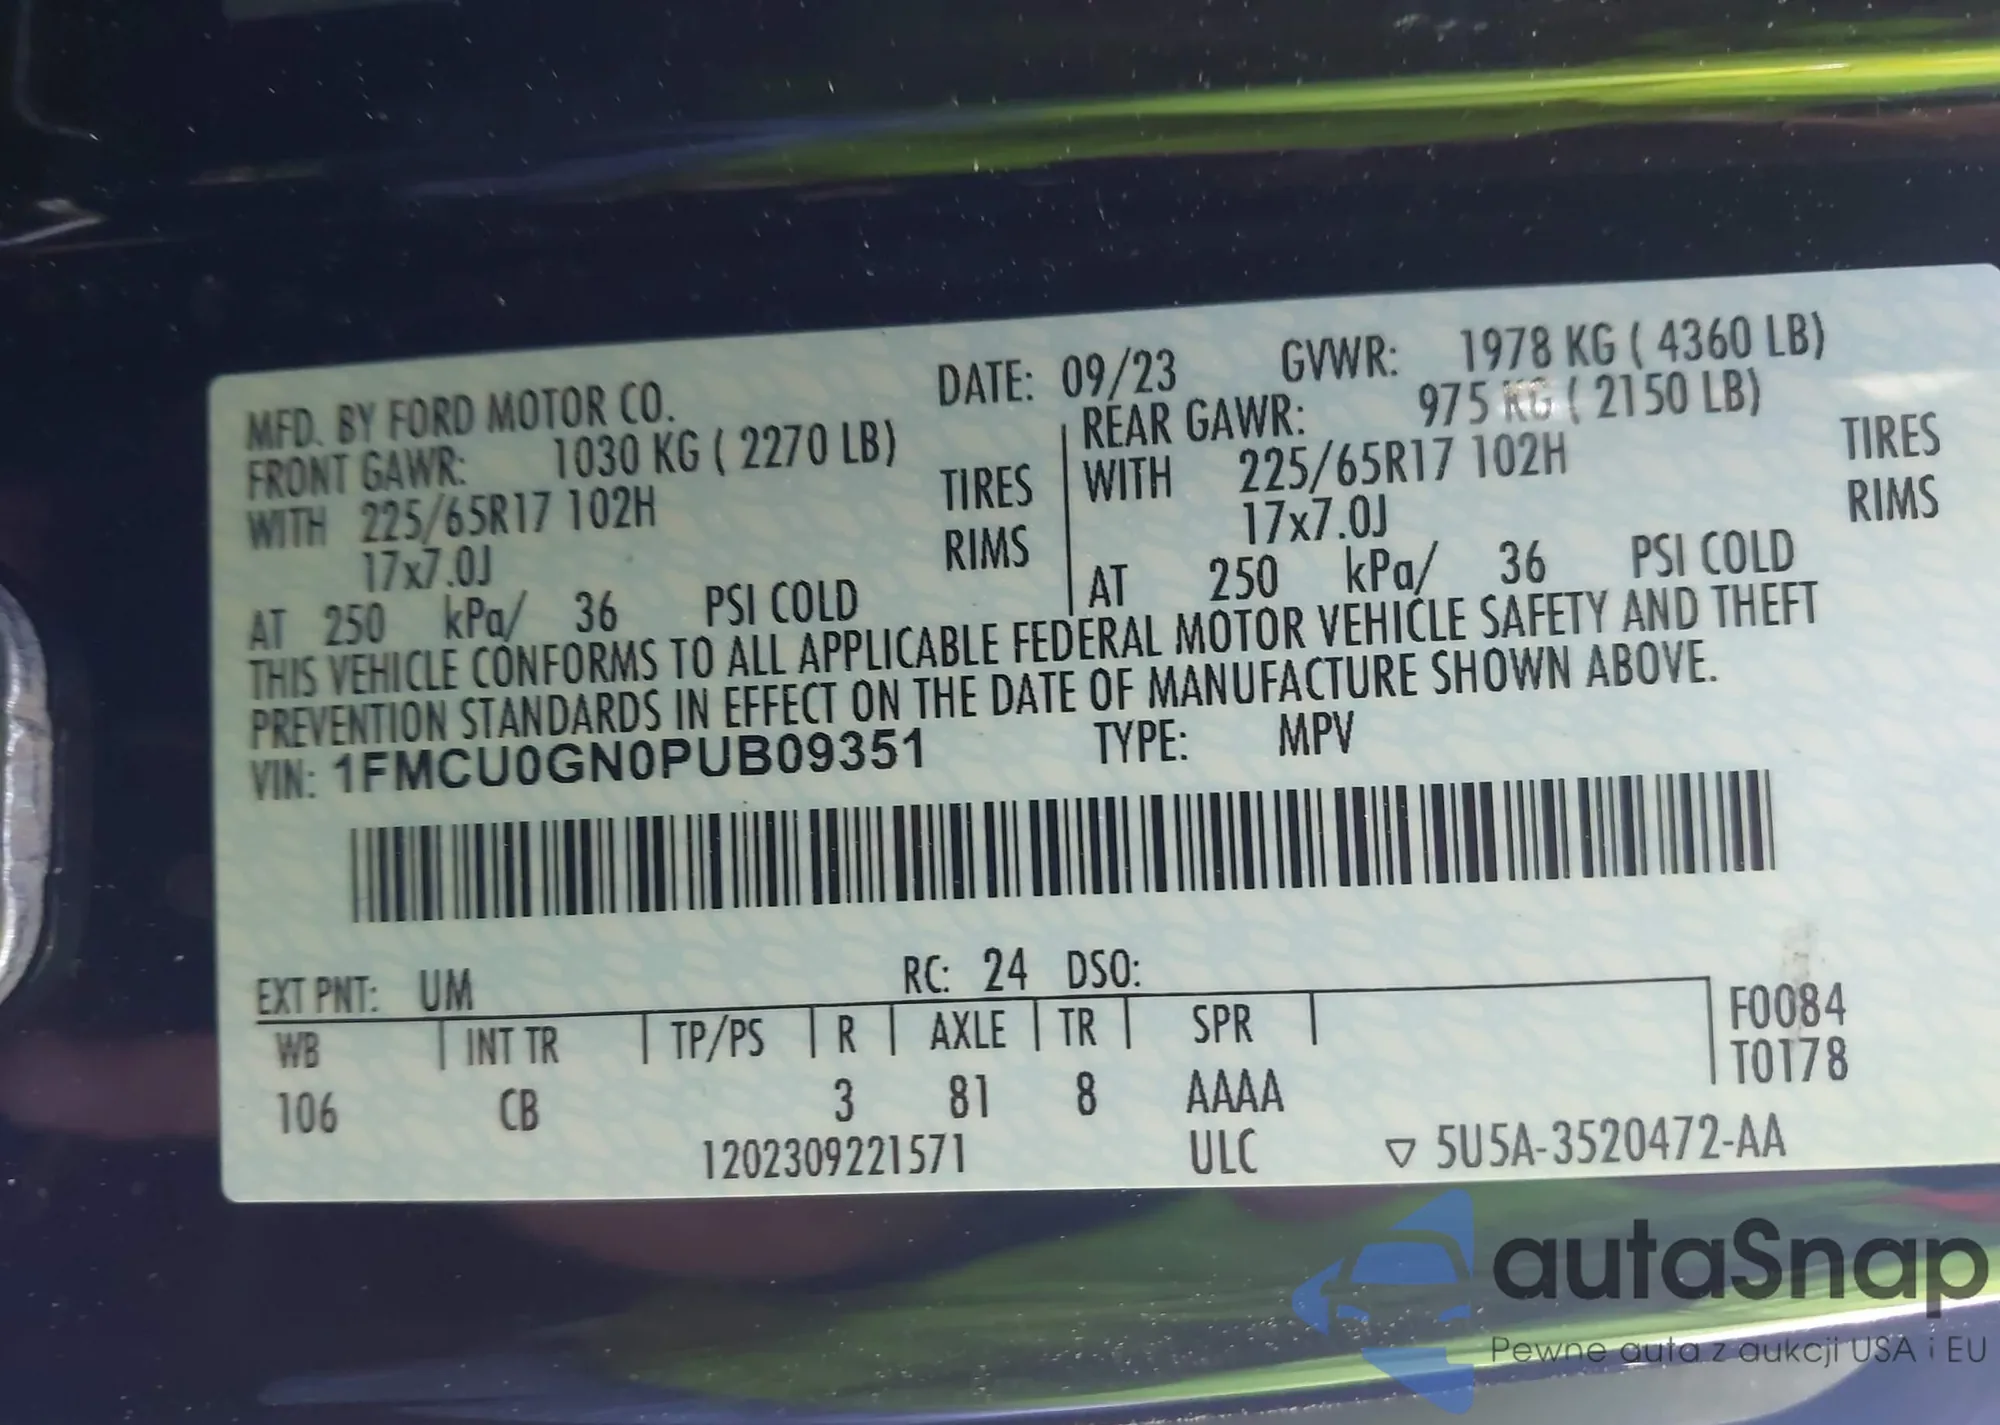 MFD. BY FORD MOTOR CO. DATE: 09/23 GVWR: 1978 KG ( 4360 LB)
FRONT GAWR: 1030 KG ( 2270 LB) REAR GAWR: 975 KG ( 2150 LB)
WITH 225/65R17 102H TIRES WITH 225/65R17 102H TIRES
17x7.0J RIMS 17x7.0J RIMS
AT 250 kPa/ 36 PSI COLD AT 250 kPa/ 36 PSI COLD
THIS VEHICLE CONFORMS TO ALL APPLICABLE FEDERAL MOTOR VEHICLE SAFETY AND THEFT
PREVENTION STANDARDS IN EFFECT ON THE DATE OF MANUFACTURE SHOWN ABOVE.
VIN: 1FMCU0GN0PUB09351 TYPE: MPV
EXT PNT: UM RC: 24 DSO:
WB INT TR TP/PS R AXLE TR SPR F0084
T0178
106 CB 3 81 8 AAAA
1202309221571 ULC ▽ 5U5A-3520472-AA
autaSnap
Pewne auta z aukcji USA i EU